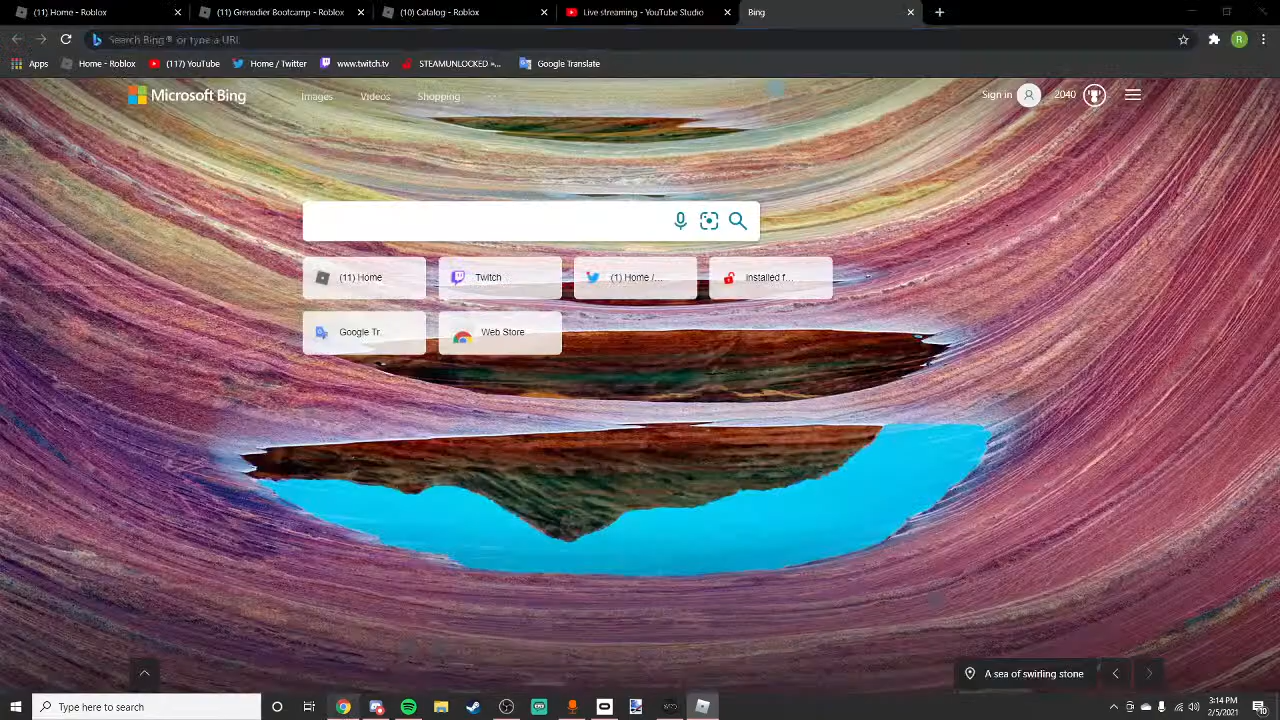 (11) Home - Roblox
(11) Grenadier Bootcamp - Roblox
(10) Catalog - Roblox
Live streaming - YouTube Studio
Bing
Search Bing or type a URL
R
Apps
Home - Roblox
(117) YouTube
Home / Twitter
www.twitch.tv
STEAMUNLOCKED »...
Google Translate
Microsoft Bing
Images
Videos
Shopping
...
Sign in
2040
(11) Home
Twitch
(1) Home /...
Installed f...
Google Tr...
Web Store
A sea of swirling stone
Type here to search
3:14 PM
2/5/2021